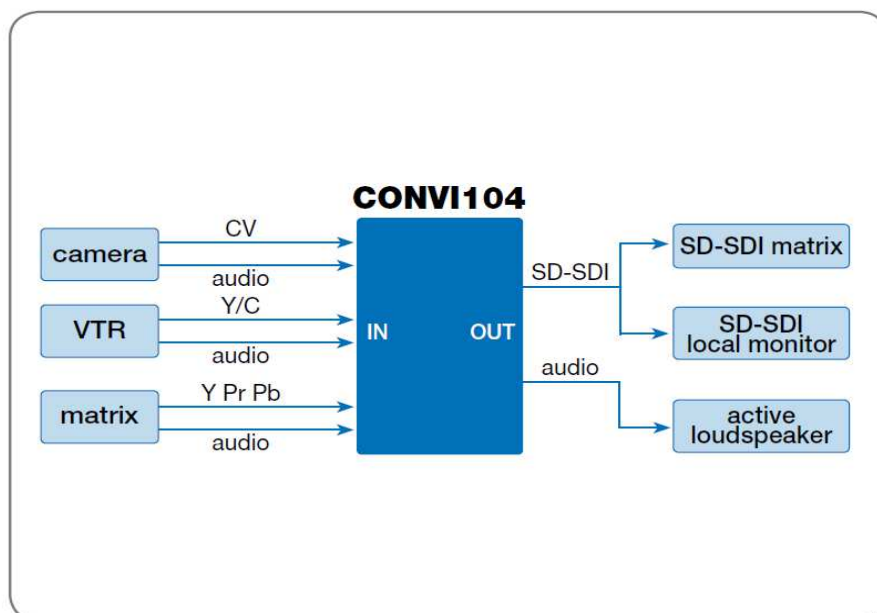 CONVI104
camera
CV
audio
VTR
Y/C
audio
matrix
Y Pr Pb
audio
IN
OUT
SD-SDI
audio
SD-SDI matrix
SD-SDI
local monitor
active
loudspeaker